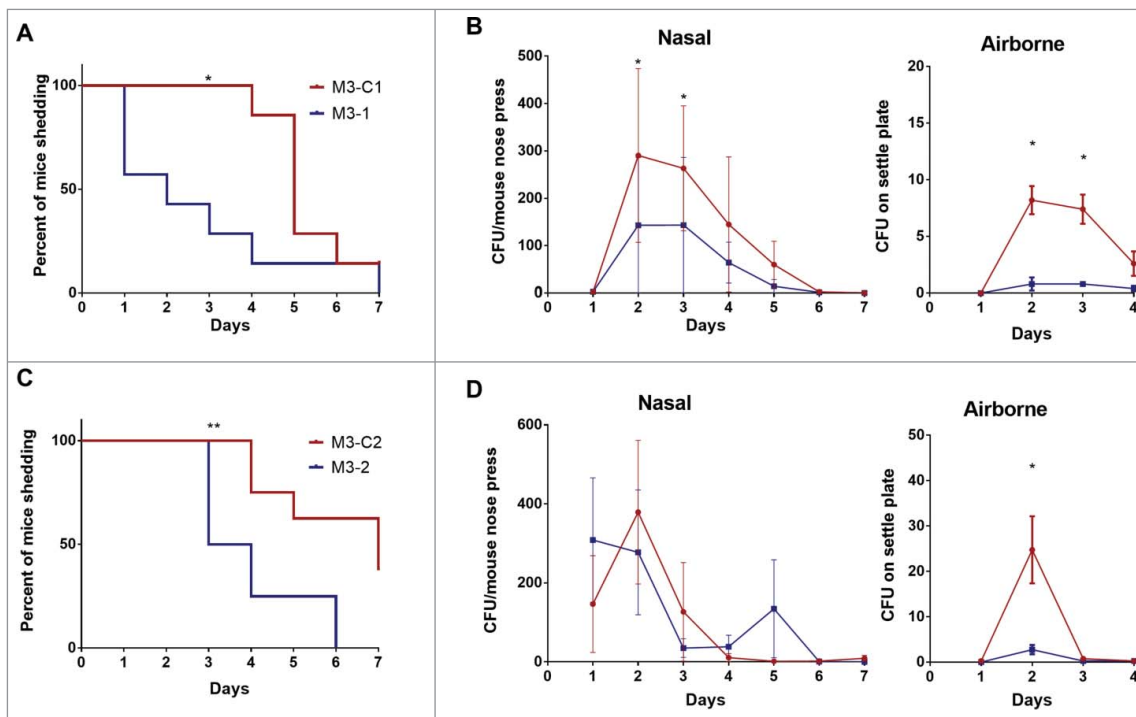 A
Percent of mice shedding
100
50
0
*
M3-C1
M3-1
0 1 2 3 4 5 6 7
Days
B
Nasal
CFU/mouse nose press
500
400
300
200
100
0
* *
1 2 3 4 5 6 7
Days
Airborne
CFU on settle plate
20
15
10
5
0
* *
1 2 3 4
Days
C
Percent of mice shedding
100
50
0
**
M3-C2
M3-2
0 1 2 3 4 5 6 7
Days
D
Nasal
CFU/mouse nose press
600
400
200
0
1 2 3 4 5 6 7
Days
Airborne
CFU on settle plate
50
40
30
20
10
0
*
1 2 3 4
Days